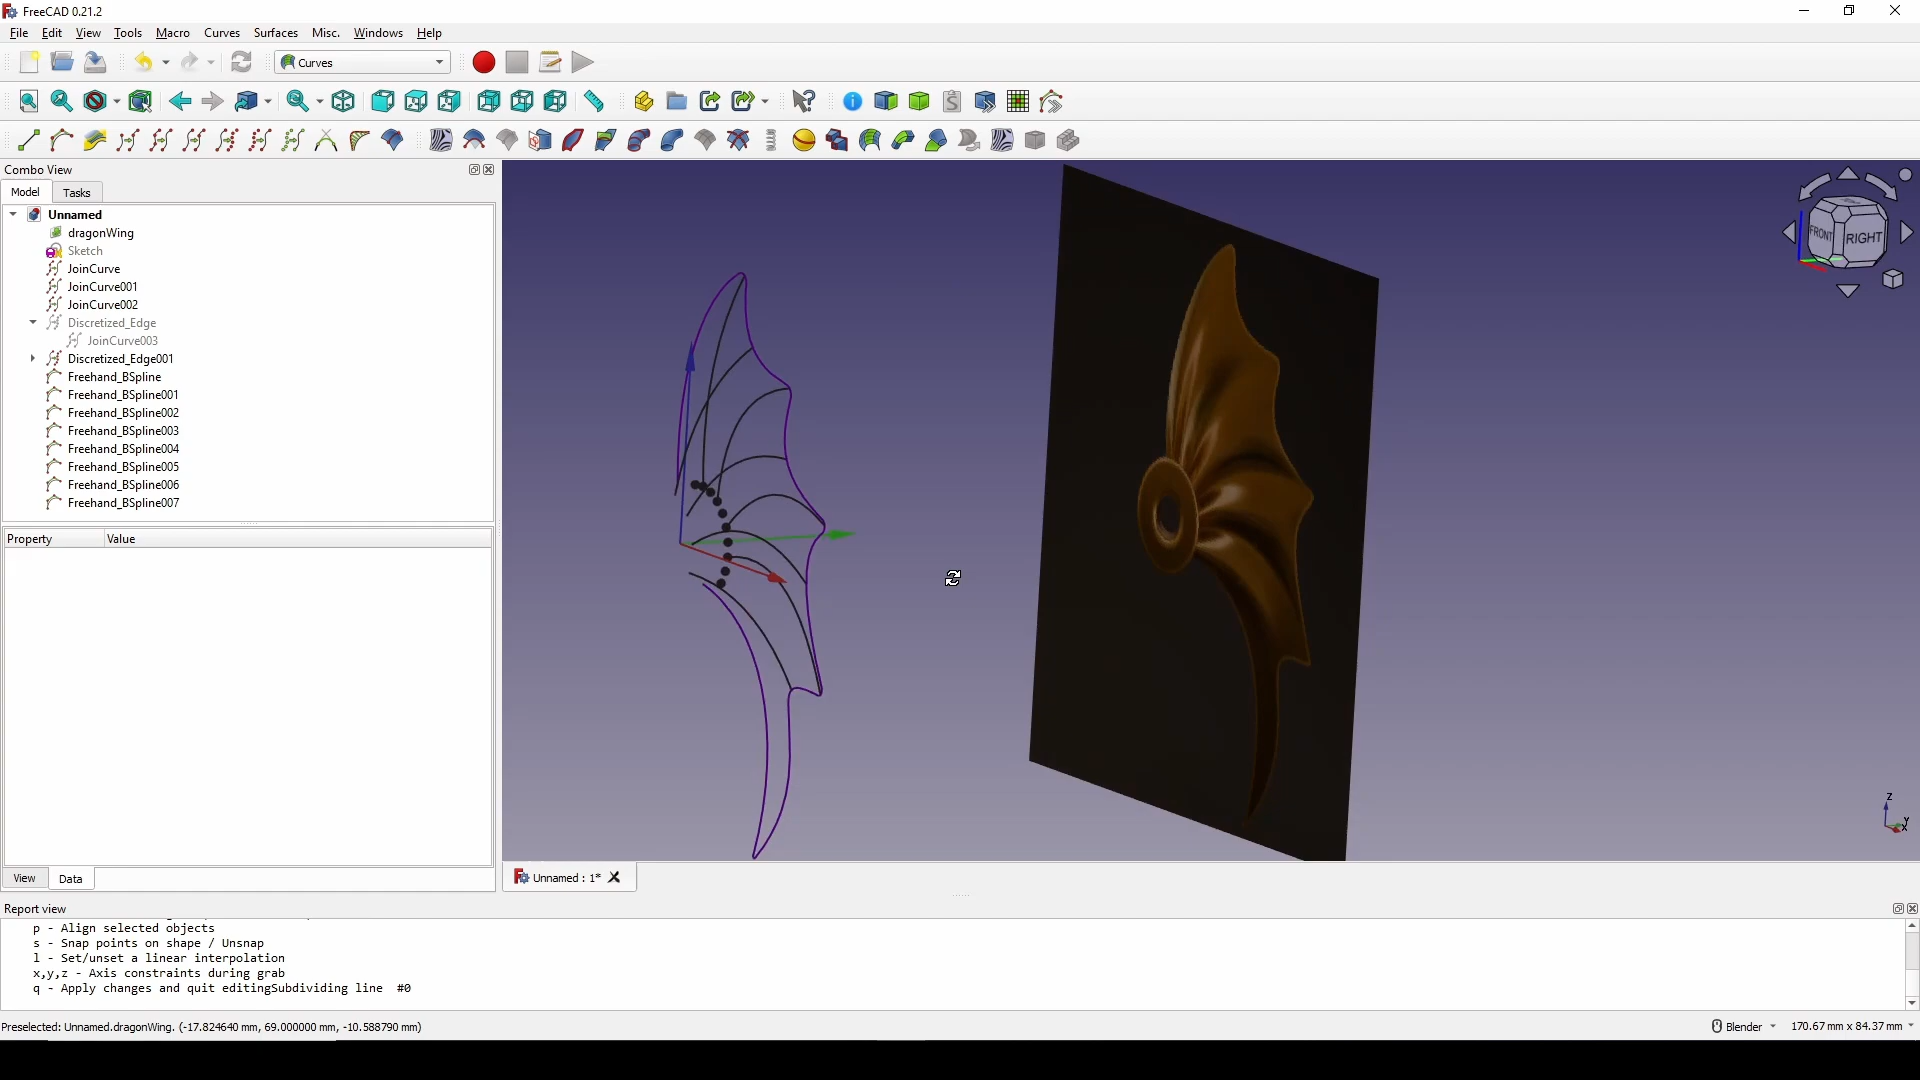 FreeCAD 0.21.2
File Edit View Tools Macro Curves Surfaces Misc. Windows Help
Curves
Combo View
Model Tasks
Unnamed
dragonWing
Sketch
JoinCurve
JoinCurve001
JoinCurve002
Discretized_Edge
JoinCurve003
Discretized_Edge001
Freehand_BSpline
Freehand_BSpline001
Freehand_BSpline002
Freehand_BSpline003
Freehand_BSpline004
Freehand_BSpline005
Freehand_BSpline006
Freehand_BSpline007
Property Value
View Data
FRONT RIGHT
Z
Y
X
Unnamed : 1*
Report view
p - Align selected objects
s - Snap points on shape / Unsnap
l - Set/unset a linear interpolation
x,y,z - Axis constraints during grab
q - Apply changes and quit editingSubdividing line #0
Preselected: Unnamed.dragonWing. (-17.824640 mm, 69.000000 mm, -10.588790 mm)
Blender 170.67 mm x 84.37 mm